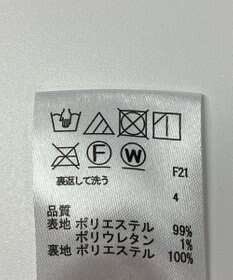 F W F21
裏返して洗う 4
品質
表地 ポリエステル 99%
ポリウレタン 1%
裏地 ポリエステル 100%